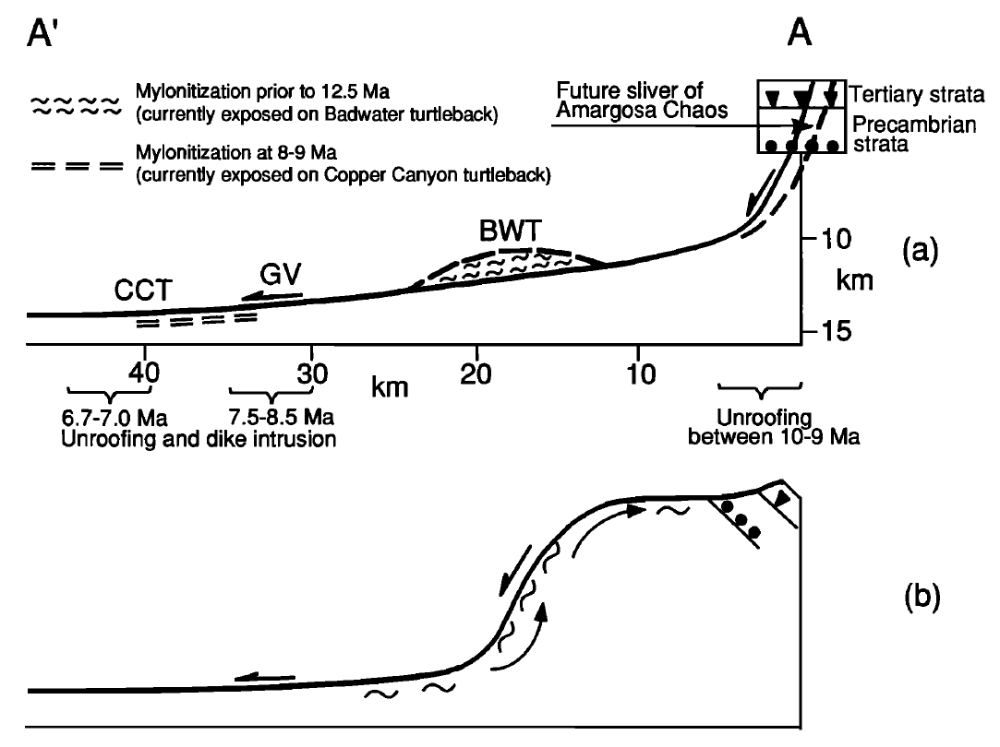 A'
A
Mylonitization prior to 12.5 Ma
(currently exposed on Badwater turtleback)
Mylonitization at 8-9 Ma
(currently exposed on Copper Canyon turtleback)
Future sliver of
Amargosa Chaos
Tertiary strata
Precambrian
strata
BWT
GV
CCT
10
km
15
(a)
40
30
km
20
10
6.7-7.0 Ma
7.5-8.5 Ma
Unroofing and dike intrusion
Unroofing
between 10-9 Ma
(b)